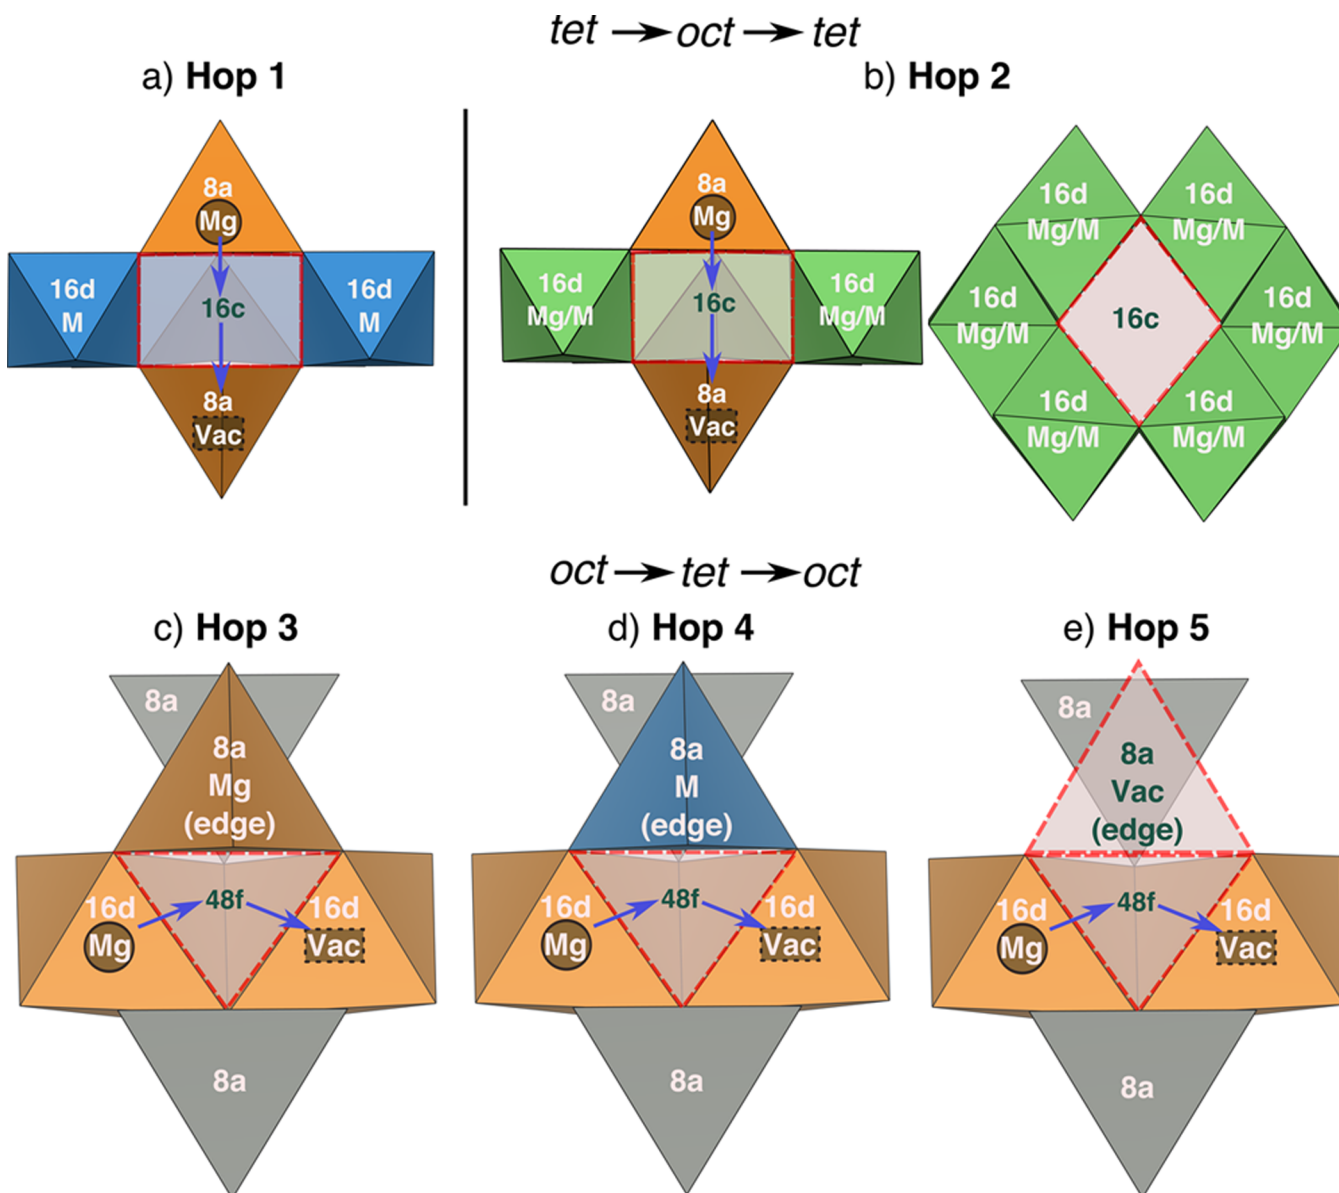 tet → oct → tet
a) Hop 1
b) Hop 2
8a
Mg
16d
M
16c
16d
M
8a
Vac
8a
Mg
16d
Mg/M
16c
16d
Mg/M
8a
Vac
16d
Mg/M
16d
Mg/M
16d
Mg/M
16c
16d
Mg/M
16d
Mg/M
16d
Mg/M
oct → tet → oct
c) Hop 3
d) Hop 4
e) Hop 5
8a
8a
Mg
(edge)
16d
48f
16d
Mg
Vac
8a
8a
8a
M
(edge)
16d
48f
16d
Mg
Vac
8a
8a
8a
Vac
(edge)
16d
48f
16d
Mg
Vac
8a